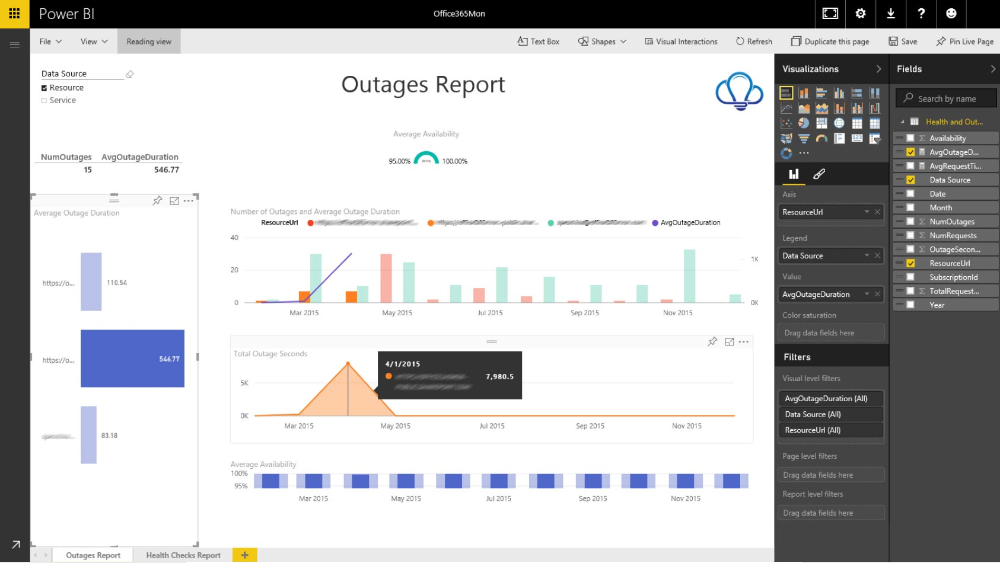 Power BI
Office365Mon
File
View
Reading view
Text Box
Shapes
Visual Interactions
Refresh
Duplicate this page
Save
Pin Live Page
Data Source
Resource
Service
Outages Report
Average Availability
95.00%
100.00%
NumOutages AvgOutageDuration
15 546.77
Average Outage Duration
https://o... 110.54
https://o... 546.77
83.18
Number of Outages and Average Outage Duration
ResourceUrl
AvgOutageDuration
40
20
0
1K
0K
Mar 2015 May 2015 Jul 2015 Sep 2015 Nov 2015
Total Outage Seconds
4/1/2015
7,980.5
5K
0K
Mar 2015 May 2015 Jul 2015 Sep 2015 Nov 2015
Average Availability
100%
95%
Mar 2015 May 2015 Jul 2015 Sep 2015 Nov 2015
Outages Report
Health Checks Report
Visualizations
123
Axis
ResourceUrl
Legend
Data Source
Value
AvgOutageDuration
Color saturation
Drag data fields here
Filters
Visual level filters
AvgOutageDuration (All)
Data Source (All)
ResourceUrl (All)
Page level filters
Drag data fields here
Report level filters
Drag data fields here
Fields
Search by name
Health and Out...
Availability
AvgOutageD...
AvgRequestTi...
Data Source
Date
Month
NumOutages
NumRequests
OutageSecon...
ResourceUrl
SubscriptionId
TotalRequest...
Year